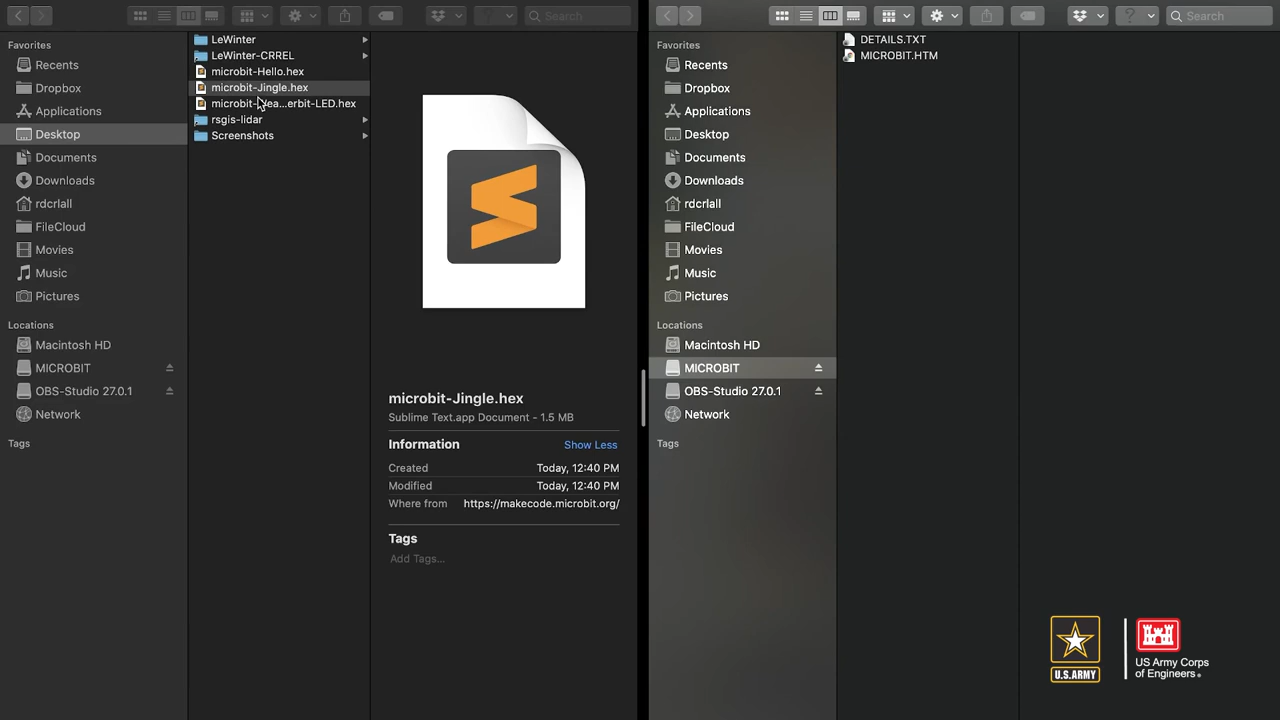 Search
Favorites
Recents
Dropbox
Applications
Desktop
Documents
Downloads
rdcrlall
FileCloud
Movies
Music
Pictures
Locations
Macintosh HD
MICROBIT
OBS-Studio 27.0.1
Network
Tags
LeWinter
LeWinter-CRREL
microbit-Hello.hex
microbit-Jingle.hex
erbit-LED.hex
rsgis-lidar
Screenshots
microbit-Jingle.hex
Sublime Text.app Document - 1.5 MB
Information Show Less
Created Today, 12:40 PM
Modified Today, 12:40 PM
Where from https://makecode.microbit.org/
Tags
Add Tags...
Search
Favorites
Recents
Dropbox
Applications
Desktop
Documents
Downloads
rdcrlall
FileCloud
Movies
Music
Pictures
Locations
Macintosh HD
MICROBIT
OBS-Studio 27.0.1
Network
Tags
DETAILS.TXT
MICROBIT.HTM
U.S.ARMY
US Army Corps
of Engineers®